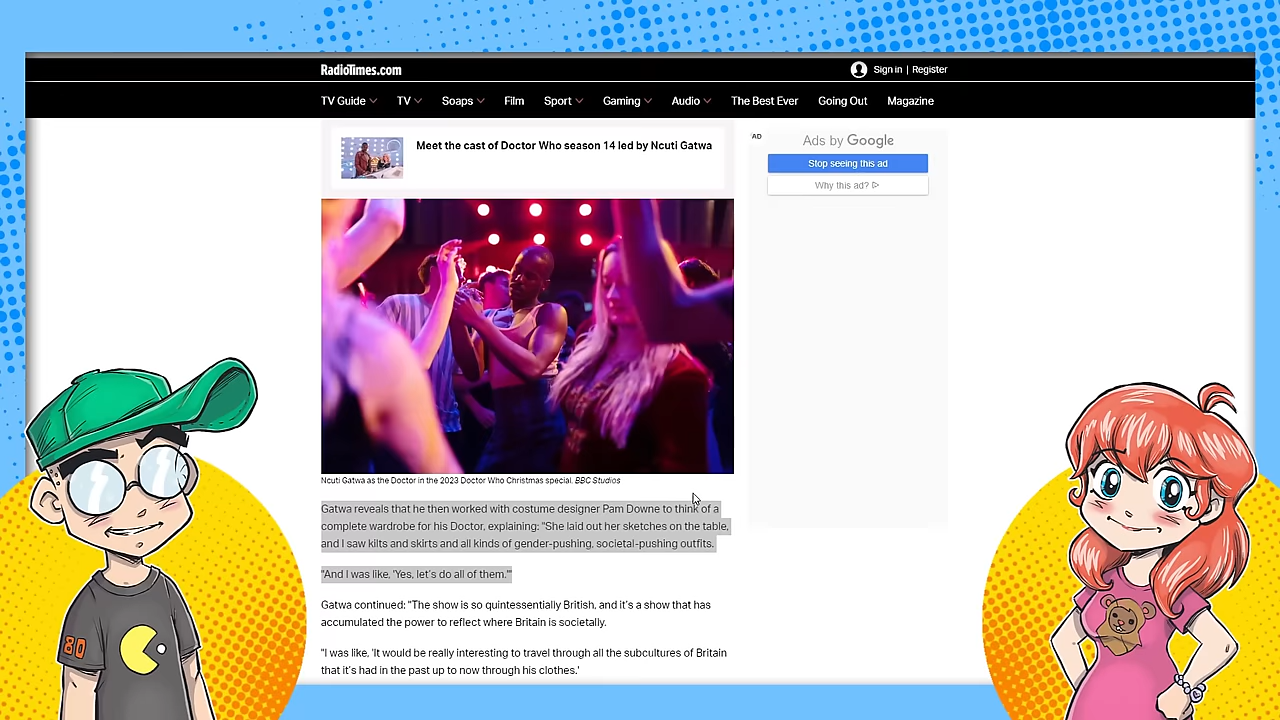 RadioTimes.com
Sign in | Register
TV Guide TV Soaps Film Sport Gaming Audio The Best Ever Going Out Magazine
Meet the cast of Doctor Who season 14 led by Ncuti Gatwa
AD
Ads by Google
Stop seeing this ad
Why this ad?
Ncuti Gatwa as the Doctor in the 2023 Doctor Who Christmas special. BBC Studios
Gatwa reveals that he then worked with costume designer Pam Downe to think of a
complete wardrobe for his Doctor, explaining: "She laid out her sketches on the table,
and I saw kilts and skirts and all kinds of gender-pushing, societal-pushing outfits.
"And I was like, 'Yes, let's do all of them.'"
Gatwa continued: "The show is so quintessentially British, and it's a show that has
accumulated the power to reflect where Britain is societally.
"I was like, 'It would be really interesting to travel through all the subcultures of Britain
that it's had in the past up to now through his clothes.'
80